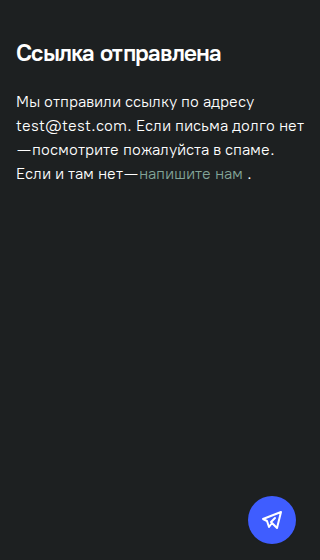 Ссылка отправлена
Мы отправили ссылку по адресу
test@test.com. Если письма долго нет
—посмотрите пожалуйста в спаме.
Если и там нет—напишите нам .